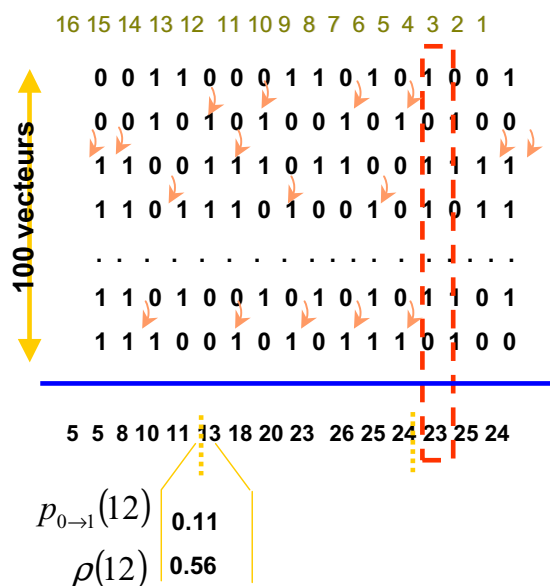 16 15 14 13 12 11 10 9 8 7 6 5 4 3 2 1
0 0 1 1 0 0 0 1 1 0 1 0 1 0 0 1
0 0 1 0 1 0 1 0 0 1 0 1 0 1 0 0
1 1 0 0 1 1 1 0 1 1 0 0 1 1 1 1
1 1 0 1 1 1 0 1 0 0 1 0 1 0 1 1
. . . . . . . . . . . . . . . . . .
1 1 0 1 0 0 1 0 1 0 1 0 1 1 0 1
1 1 1 0 0 1 0 1 0 1 1 1 0 1 0 0
100 vecteurs
5 5 8 10 11 13 18 20 23 26 25 24 23 25 24
p0→1(12) 0.11
ρ(12) 0.56